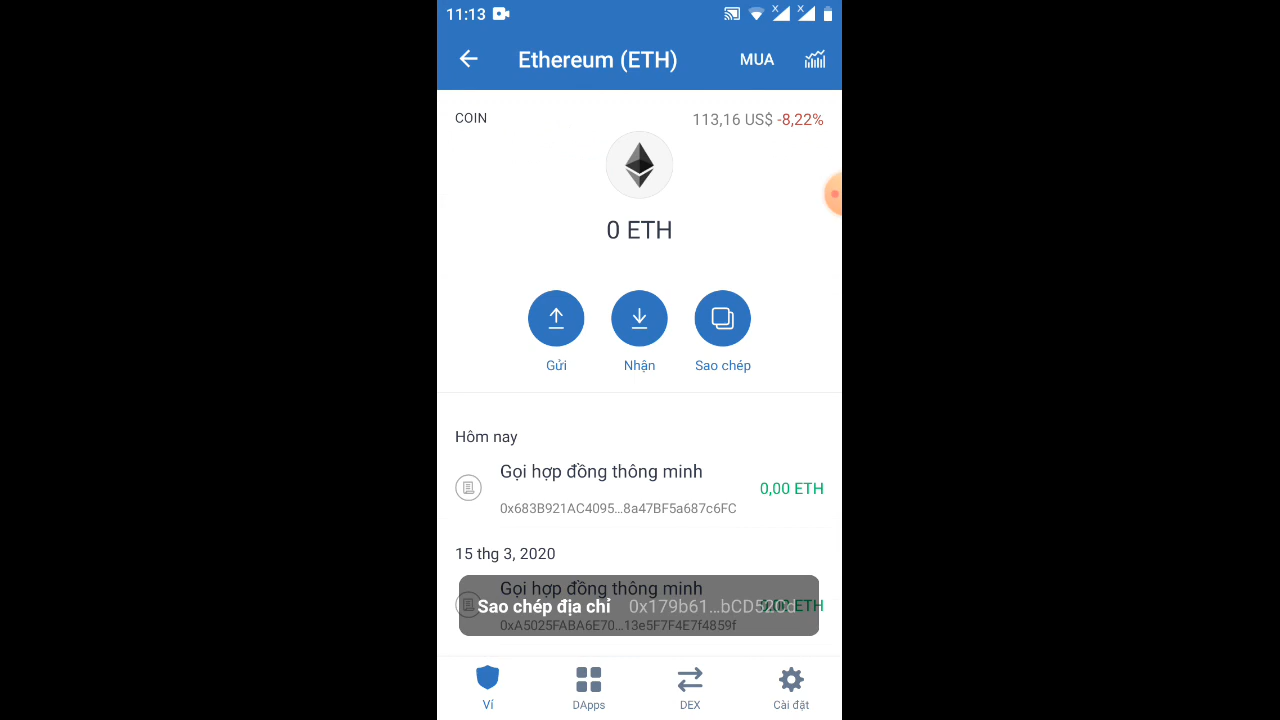 11:13
Ethereum (ETH)
MUA
COIN
113,16 US$ -8,22%
0 ETH
Gửi
Nhận
Sao chép
Hôm nay
Gọi hợp đồng thông minh
0,00 ETH
0x683B921AC4095...8a47BF5a687c6FC
15 thg 3, 2020
Gọi hợp đồng thông minh
Sao chép địa chỉ
0xA5025FABA6E70...13e5F7F4E7f4859f
Ví
DApps
DEX
Cài đặt